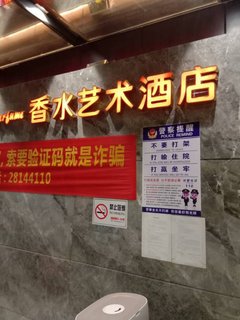 香水艺术酒店
索要验证码就是诈骗
28144110
警察提醒
POLICE REMIND
不要打架
打输住院
打赢坐牢
110
禁止吸烟